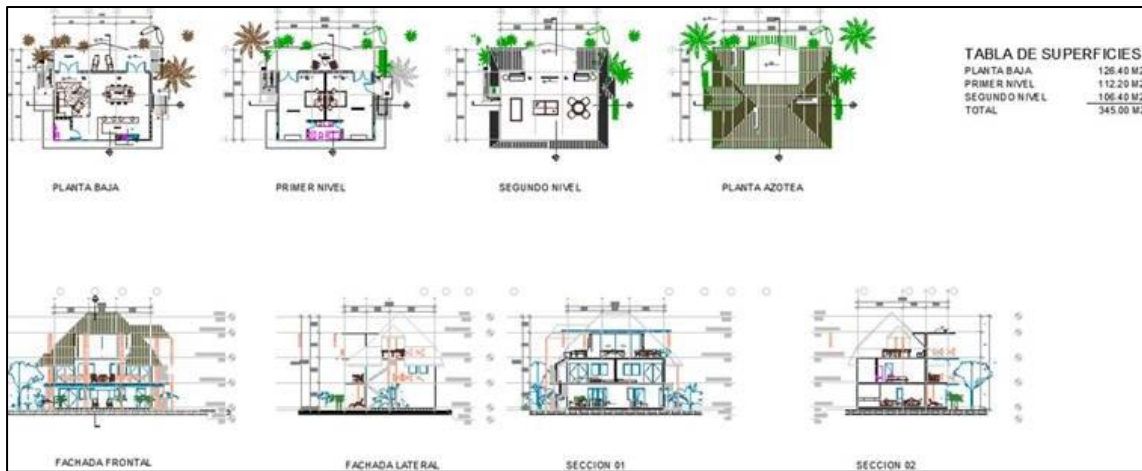 TABLA DE SUPERFICIES
PLANTA BAJA 126.40 M2
PRIMER NIVEL 112.20 M2
SEGUNDO NIVEL 106.40 M2
TOTAL 345.00 M2
PLANTA BAJA
PRIMER NIVEL
SEGUNDO NIVEL
PLANTA AZOTEA
FACHADA FRONTAL
FACHADA LATERAL
SECCION 01
SECCION 02